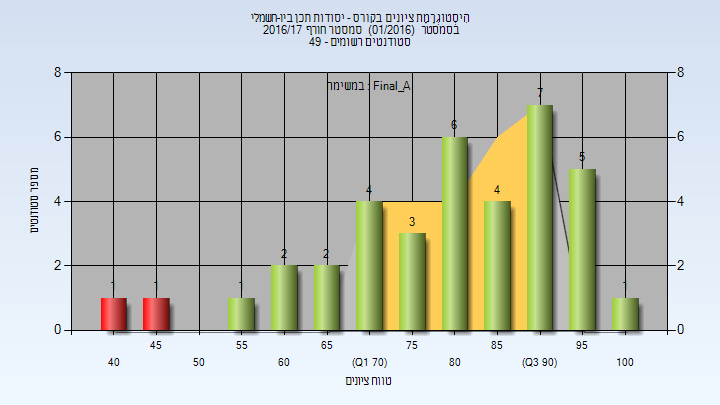 היסטוגרמת ציונים בקורס - יסודות תכן ביו-חשמלי
בסמסטר (01/2016) סמסטר חורף 2016/17
סטודנטים רשומים - 49
במשימה : Final_A
מספר סטודנטים
8 8
6 6
4 4
2 2
0 0
1 1 1 2 2 4 3 6 4 7 5 1
40 45 50 55 60 65 (Q1 70) 75 80 85 (Q3 90) 95 100
טווח ציונים